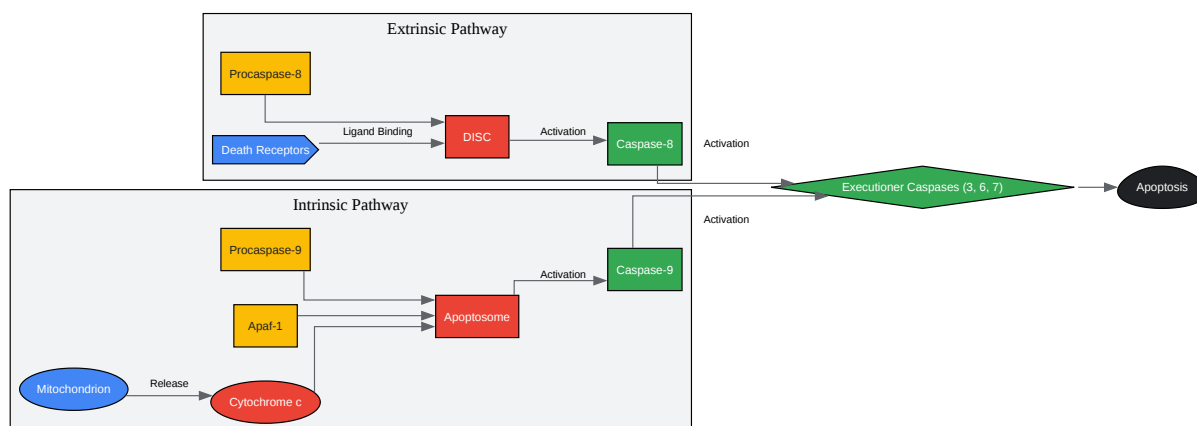 Extrinsic Pathway
Procaspase-8
Death Receptors
Ligand Binding
DISC
Activation
Caspase-8
Activation
Executioner Caspases (3, 6, 7)
Apoptosis
Intrinsic Pathway
Procaspase-9
Apaf-1
Mitochondrion
Release
Cytochrome c
Apoptosome
Activation
Caspase-9
Activation